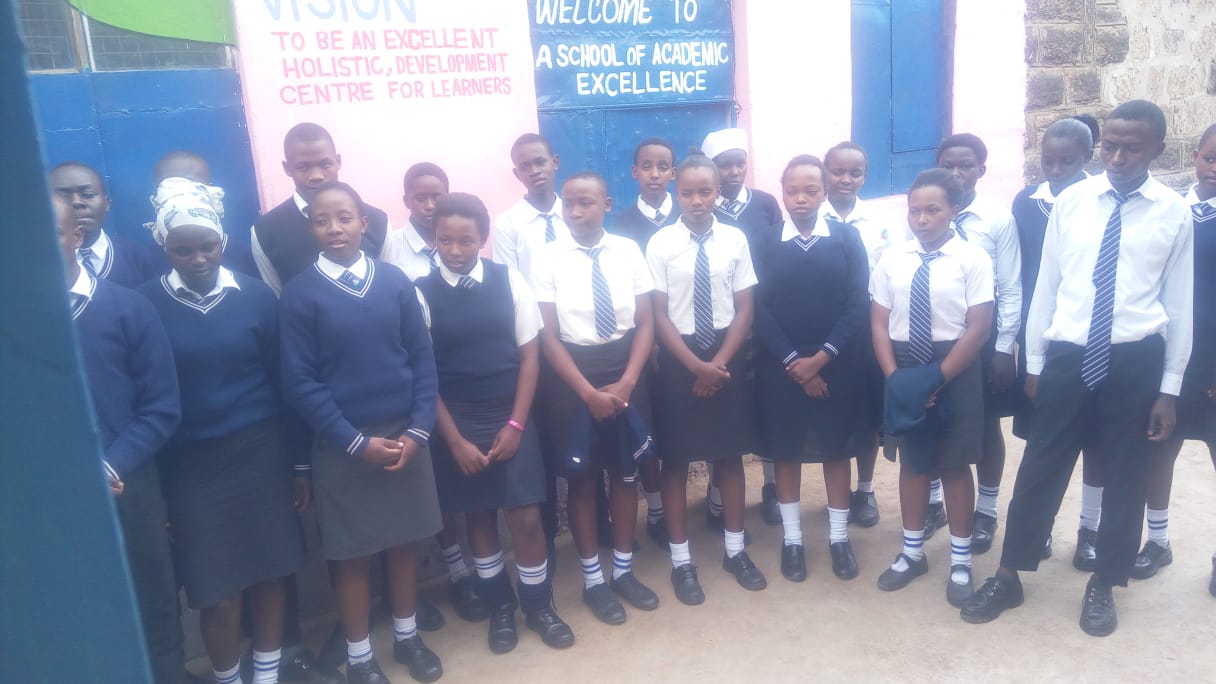 VISION
TO BE AN EXCELLENT
HOLISTIC, DEVELOPMENT
CENTRE FOR LEARNERS
WELCOME TO
A SCHOOL OF ACADEMIC
EXCELLENCE